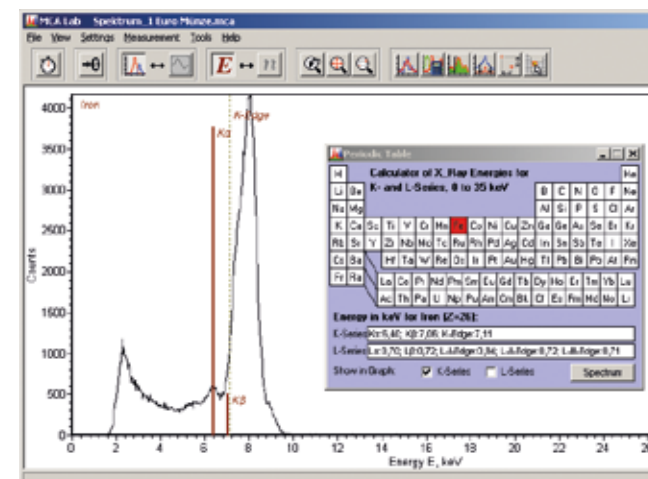 MCA Lab Spektrum_1 Euro Münze.mca
File View Settings Measurement Tools Help
E ↔ n
Iron
Kα
K-Edge
Kβ
4000
3500
3000
2500
2000
1500
1000
500
0
Counts
0 2 4 6 8 10 12 14 16 18 20 22 24 26
Energy E, keV
Periodic Table
Calculator of X_Ray Energies for
K- and L-Series, 0 to 35 keV
H He
Li Be B C N O F Ne
Na Mg Al Si P S Cl Ar
K Ca Sc Ti V Cr Mn Fe Co Ni Cu Zn Ga Ge As Se Br Kr
Rb Sr Y Zr Nb Mo Tc Ru Rh Pd Ag Cd In Sn Sb Te I Xe
Cs Ba Hf Ta W Re Os Ir Pt Au Hg Tl Pb Bi Po At Rn
Fr Ra La Ce Pr Nd Pm Sm Eu Gd Tb Dy Ho Er Tm Yb Lu
Ac Th Pa U Np Pu Am Cm Bk Cf Es Fm Md No Lr
Energy in keV for Iron (Z=26):
K-Series Kα:6,40; Kβ:7,06; K-Edge:7,11
L-Series Lα:0,70; Lβ:0,72;
Show in Graph: K-Series L-Series Spectrum